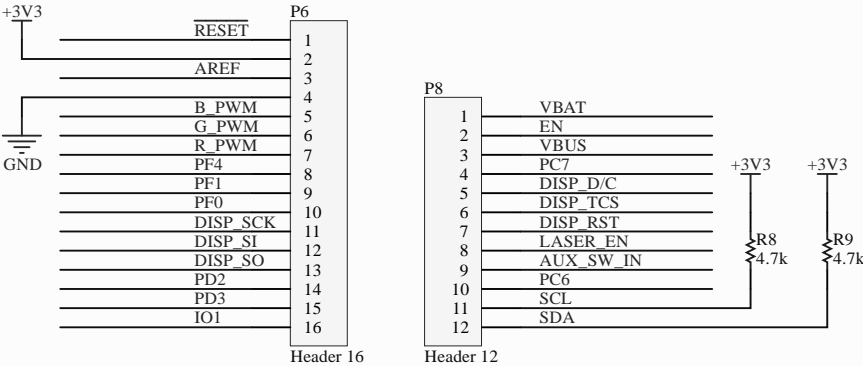 +3V3
P6
RESET
1
2
AREF
3
4
B_PWM
5
G_PWM
6
GND
R_PWM
7
PF4
8
PF1
9
PF0
10
DISP_SCK
11
DISP_SI
12
DISP_SO
13
PD2
14
PD3
15
IO1
16
Header 16
P8
1
VBAT
2
EN
3
VBUS
4
PC7
5
DISP_D/C
6
DISP_TCS
7
DISP_RST
8
LASER_EN
9
AUX_SW_IN
10
PC6
11
SCL
12
SDA
Header 12
+3V3
R8
4.7k
+3V3
R9
4.7k